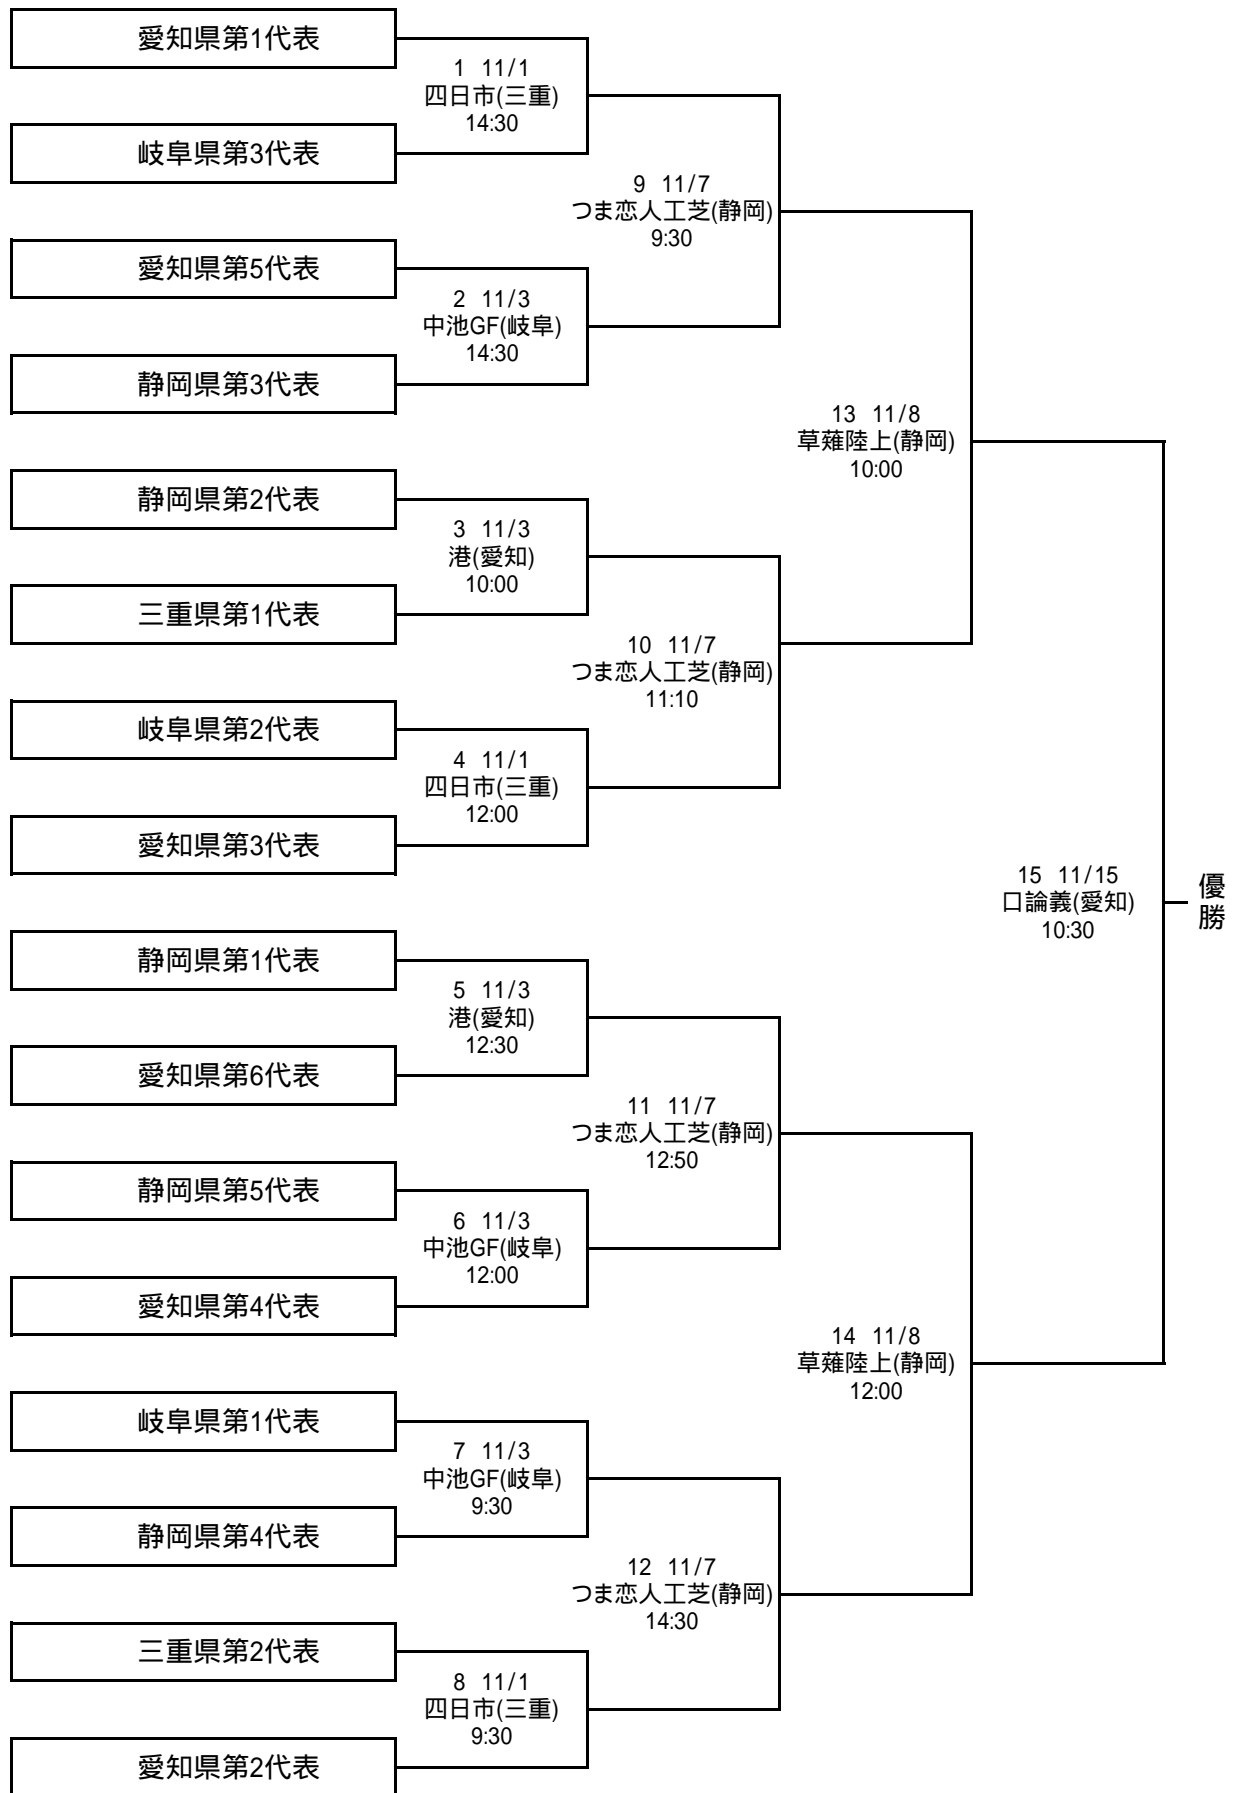 愛知県第1代表
1 11/1
四日市(三重)
14:30
岐阜県第3代表
9 11/7
つま恋人工芝(静岡)
9:30
愛知県第5代表
2 11/3
中池GF(岐阜)
14:30
静岡県第3代表
13 11/8
草薙陸上(静岡)
10:00
静岡県第2代表
3 11/3
港(愛知)
10:00
三重県第1代表
10 11/7
つま恋人工芝(静岡)
11:10
岐阜県第2代表
4 11/1
四日市(三重)
12:00
愛知県第3代表
15 11/15
口論義(愛知)
10:30
優勝
静岡県第1代表
5 11/3
港(愛知)
12:30
愛知県第6代表
11 11/7
つま恋人工芝(静岡)
12:50
静岡県第5代表
6 11/3
中池GF(岐阜)
12:00
愛知県第4代表
14 11/8
草薙陸上(静岡)
12:00
岐阜県第1代表
7 11/3
中池GF(岐阜)
9:30
静岡県第4代表
12 11/7
つま恋人工芝(静岡)
14:30
三重県第2代表
8 11/1
四日市(三重)
9:30
愛知県第2代表